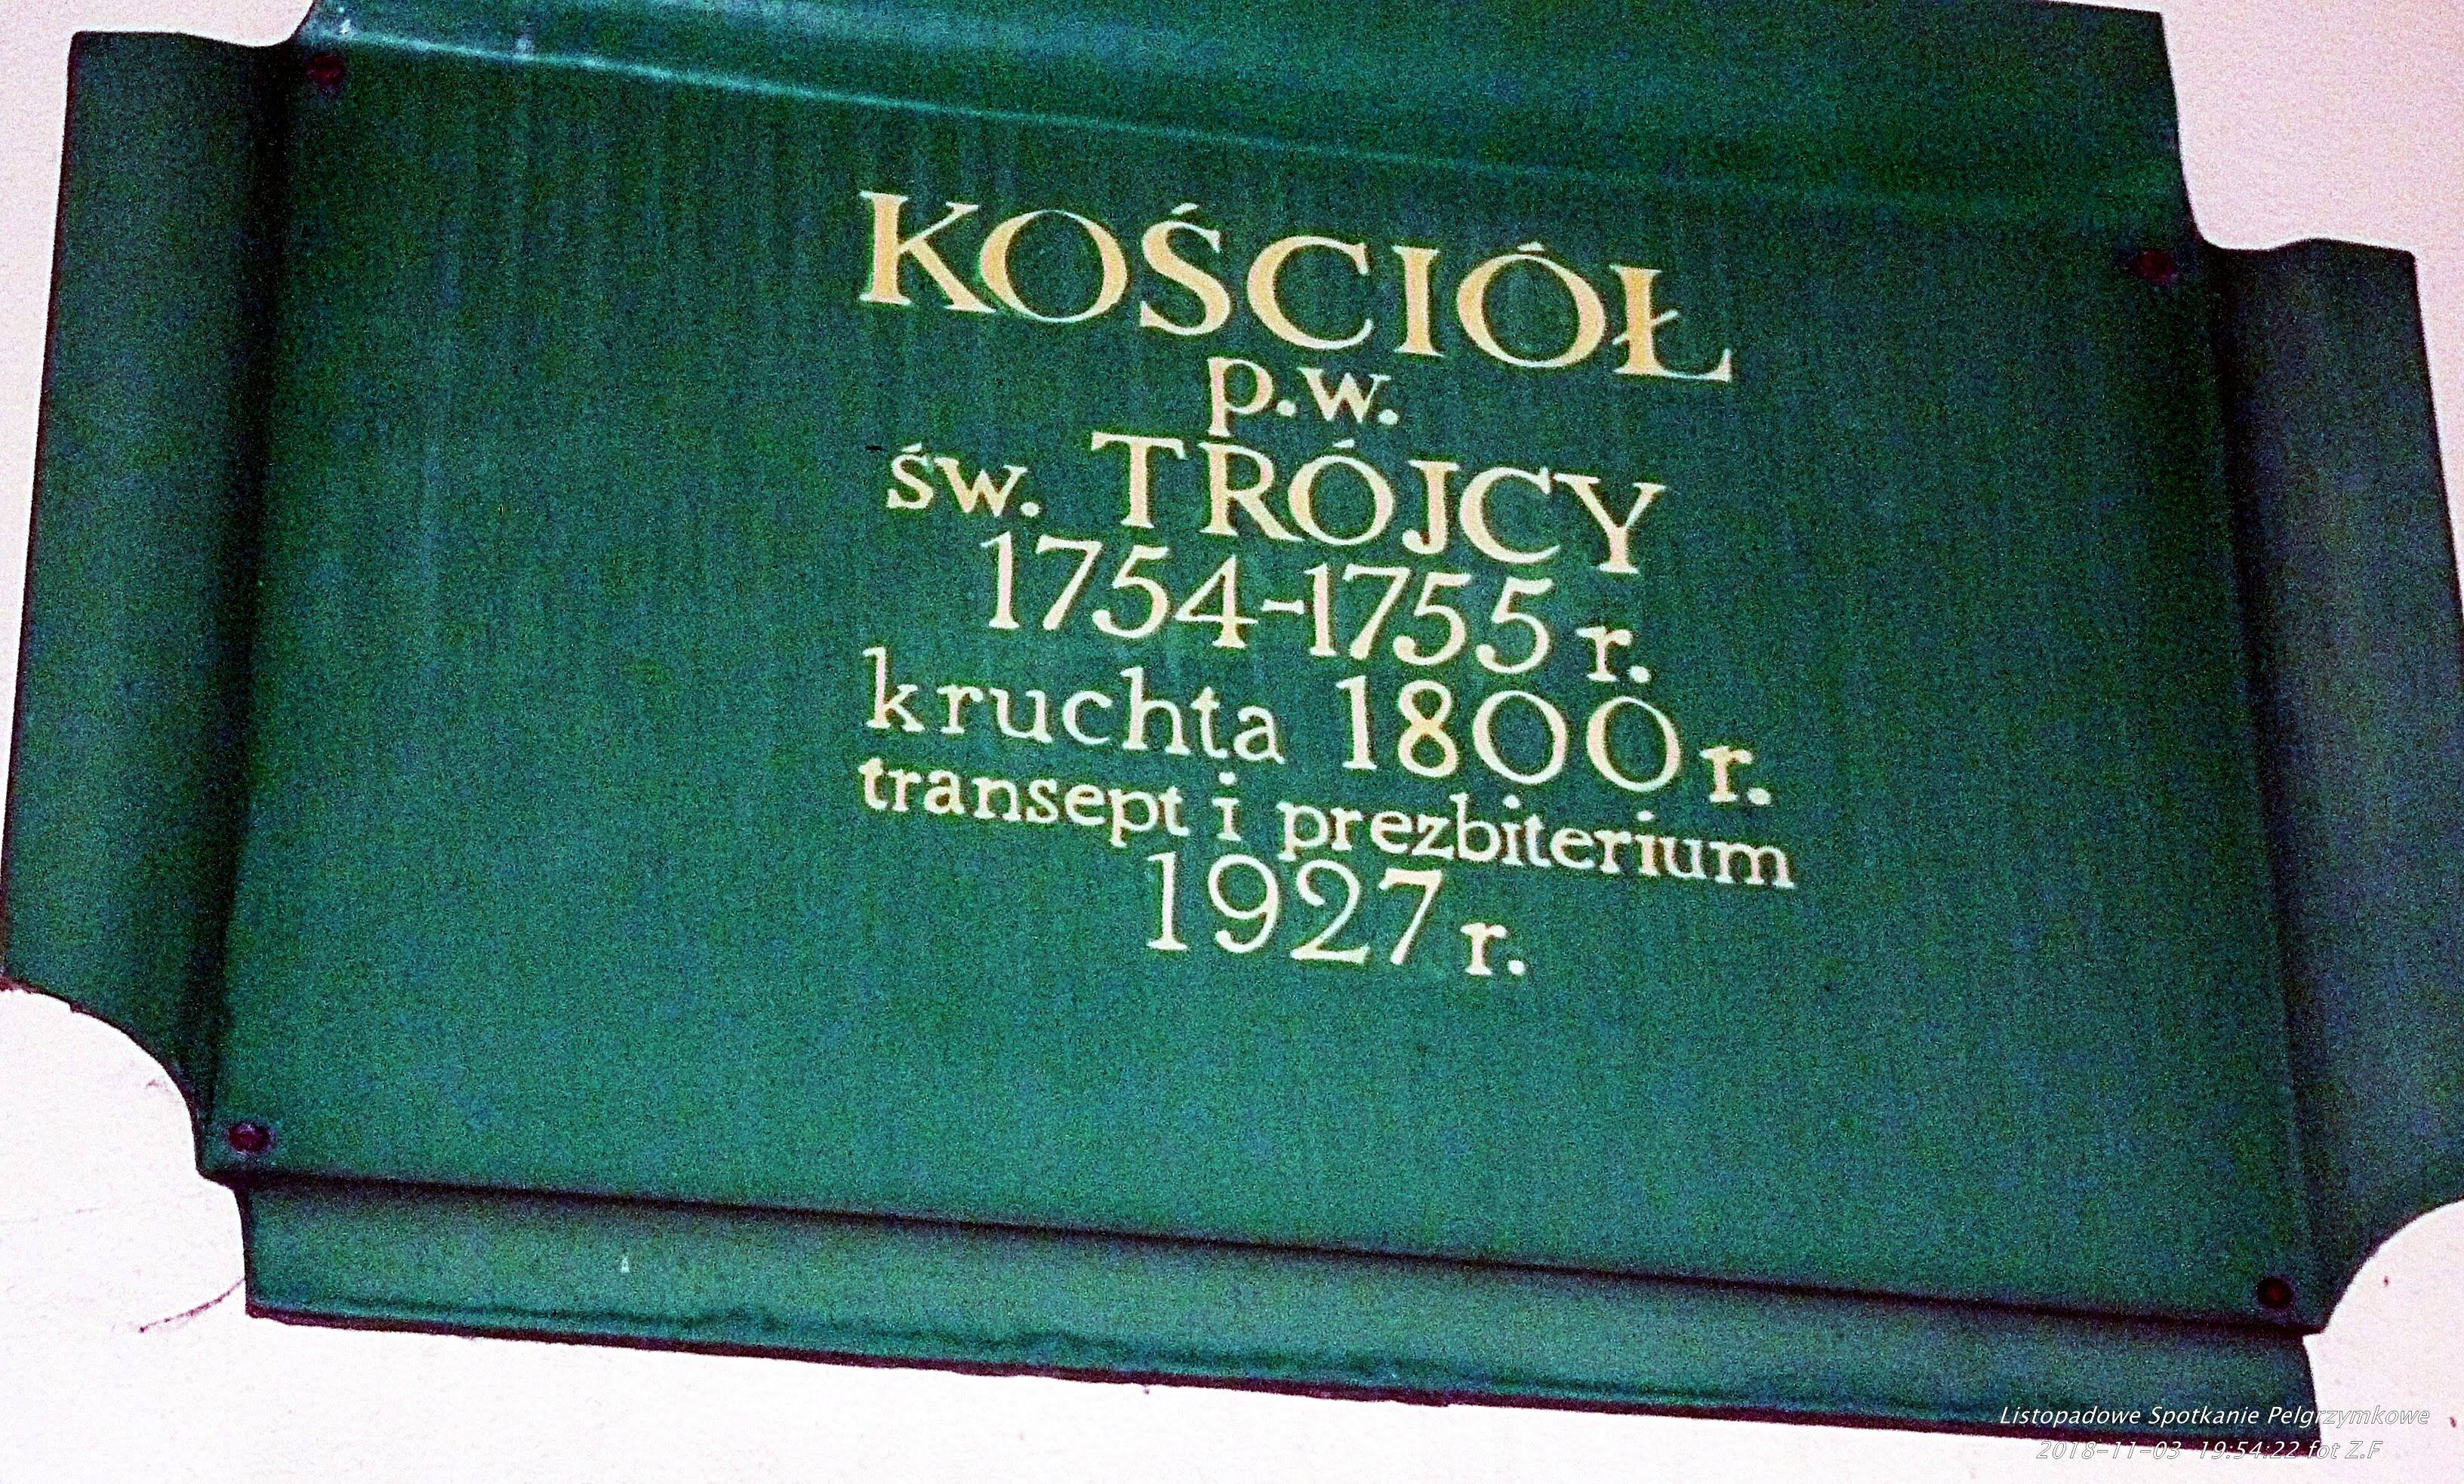 KOŚCIÓŁ
p.w.
św. TRÓJCY
1754-1755 r.
kruchta 1800 r.
transept i prezbiterium
1927 r.
Listopadowe Spotkanie Pelgrzymkowe
2018-11-03 19:54:22 fot Z.F